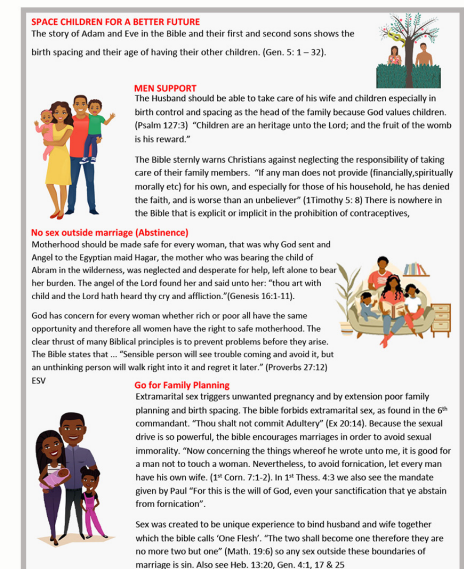 SPACE CHILDREN FOR A BETTER FUTURE
The story of Adam and Eve in the Bible and their first and second sons shows the
birth spacing and their age of having their other children. (Gen. 5: 1 – 32).
MEN SUPPORT
The Husband should be able to take care of his wife and children especially in
birth control and spacing as the head of the family because God values children.
(Psalm 127:3) “Children are an heritage unto the Lord; and the fruit of the womb
is his reward.”
The Bible sternly warns Christians against neglecting the responsibility of taking
care of their family members. “If any man does not provide (financially,spiritually
morally etc) for his own, and especially for those of his household, he has denied
the faith, and is worse than an unbeliever” (1Timothy 5: 8) There is nowhere in
the Bible that is explicit or implicit in the prohibition of contraceptives,
No sex outside marriage (Abstinence)
Motherhood should be made safe for every woman, that was why God sent and
Angel to the Egyptian maid Hagar, the mother who was bearing the child of
Abram in the wilderness, was neglected and desperate for help, left alone to bear
her burden. The angel of the Lord found her and said unto her: “thou art with
child and the Lord hath heard thy cry and affliction.”(Genesis 16:1-11).
God has concern for every woman whether rich or poor all have the same
opportunity and therefore all women have the right to safe motherhood. The
clear thrust of many Biblical principles is to prevent problems before they arise.
The Bible states that ... “Sensible person will see trouble coming and avoid it, but
an unthinking person will walk right into it and regret it later.” (Proverbs 27:12)
ESV
Go for Family Planning
Extramarital sex triggers unwanted pregnancy and by extension poor family
planning and birth spacing. The bible forbids extramarital sex, as found in the 6th
commandant. “Thou shalt not commit Adultery” (Ex 20:14). Because the sexual
drive is so powerful, the bible encourages marriages in order to avoid sexual
immorality. “Now concerning the things whereof he wrote unto me, it is good for
a man not to touch a woman. Nevertheless, to avoid fornication, let every man
have his own wife. (1st Corn. 7:1-2). In 1st Thess. 4:3 we also see the mandate
given by Paul “For this is the will of God, even your sanctification that ye abstain
from fornication”.
Sex was created to be unique experience to bind husband and wife together
which the bible calls ‘One Flesh’. “The two shall become one therefore they are
no more two but one” (Math. 19:6) so any sex outside these boundaries of
marriage is sin. Also see Heb. 13:20, Gen. 4:1, 17 & 25